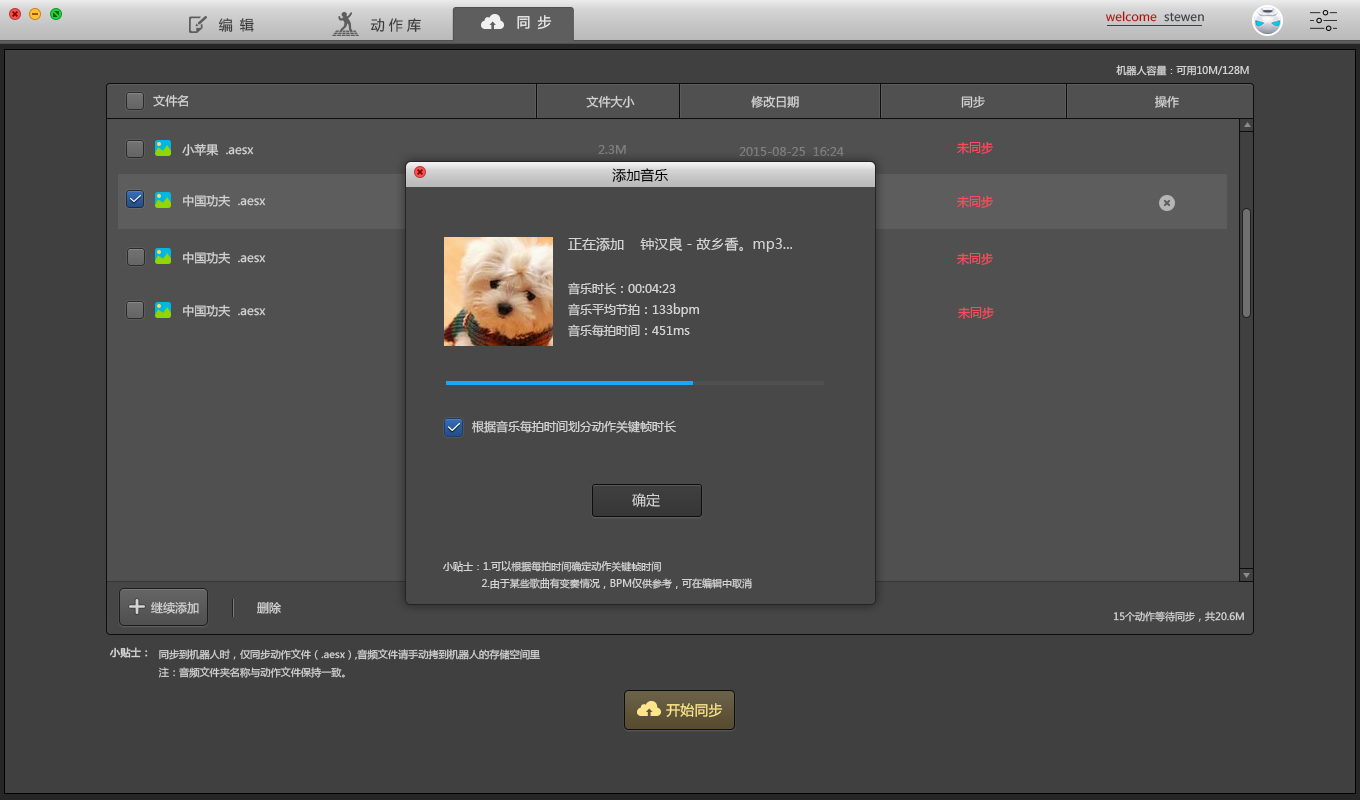 编 辑
动 作 库
同 步
welcome stewen
机器人容量：可用10M/128M
文件名 文件大小 修改日期 同步 操作
小苹果 .aesx 2.3M 2015-08-25 16:24 未同步
添加音乐
中国功夫 .aesx 未同步
中国功夫 .aesx 未同步
中国功夫 .aesx 未同步
正在添加 钟汉良 - 故乡香。mp3...
音乐时长：00:04:23
音乐平均节拍：133bpm
音乐每拍时间：451ms
根据音乐每拍时间划分动作关键帧时长
确定
小贴士：1.可以根据每拍时间确定动作关键帧时间
2.由于某些歌曲有变奏情况，BPM仅供参考，可在编辑中取消
继续添加 删除
15个动作等待同步，共20.6M
小贴士： 同步到机器人时，仅同步动作文件（.aesx）,音频文件请手动拷到机器人的存储空间里
注：音频文件夹名称与动作文件保持一致。
开始同步